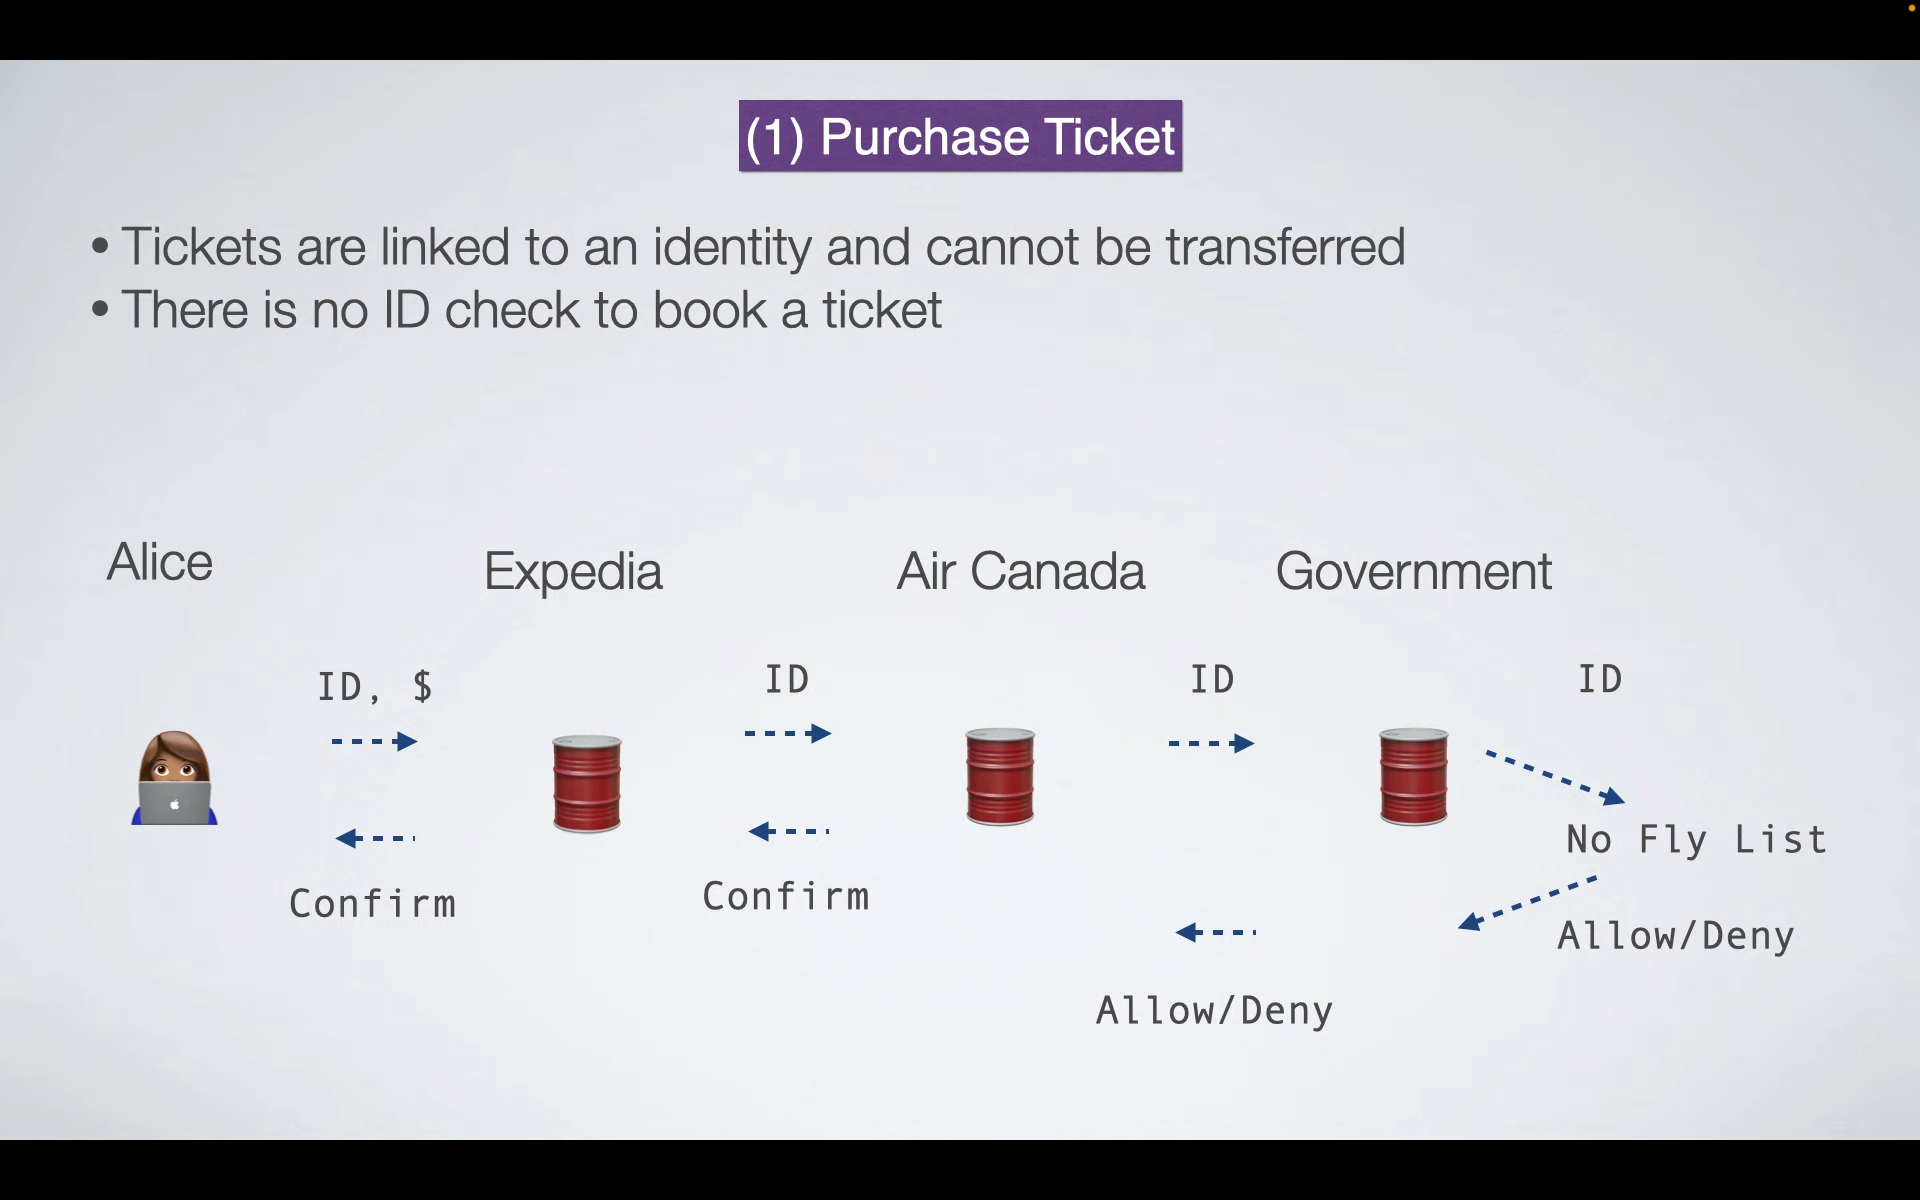 (1) Purchase Ticket
• Tickets are linked to an identity and cannot be transferred
• There is no ID check to book a ticket
Alice
Expedia
Air Canada
Government
ID, $
ID
ID
ID
No Fly List
Confirm
Confirm
Allow/Deny
Allow/Deny